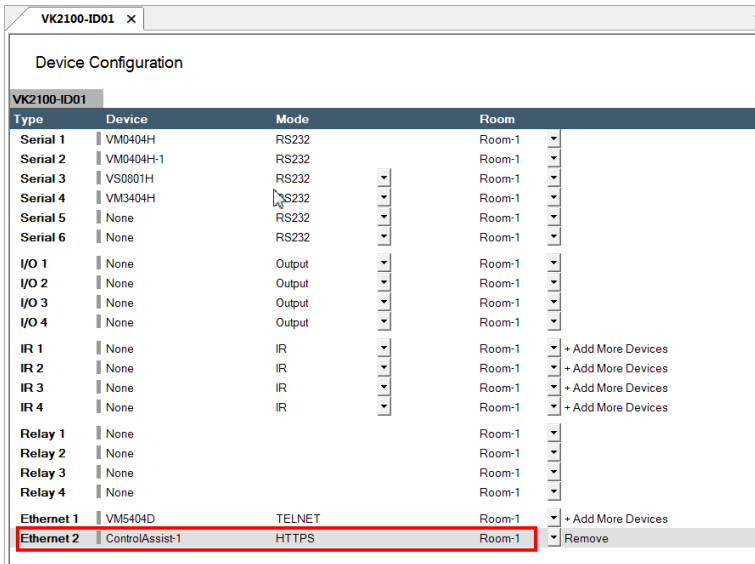 VK2100-ID01 X
Device Configuration
VK2100-ID01
Type Device Mode Room
Serial 1 VM0404H RS232 Room-1
Serial 2 VM0404H-1 RS232 Room-1
Serial 3 VS0801H RS232 Room-1
Serial 4 VM3404H RS232 Room-1
Serial 5 None RS232 Room-1
Serial 6 None RS232 Room-1
I/O 1 None Output Room-1
I/O 2 None Output Room-1
I/O 3 None Output Room-1
I/O 4 None Output Room-1
IR 1 None IR Room-1 + Add More Devices
IR 2 None IR Room-1 + Add More Devices
IR 3 None IR Room-1 + Add More Devices
IR 4 None IR Room-1 + Add More Devices
Relay 1 None Room-1
Relay 2 None Room-1
Relay 3 None Room-1
Relay 4 None Room-1
Ethernet 1 VM5404D TELNET Room-1 + Add More Devices
Ethernet 2 ControlAssist-1 HTTPS Room-1 Remove